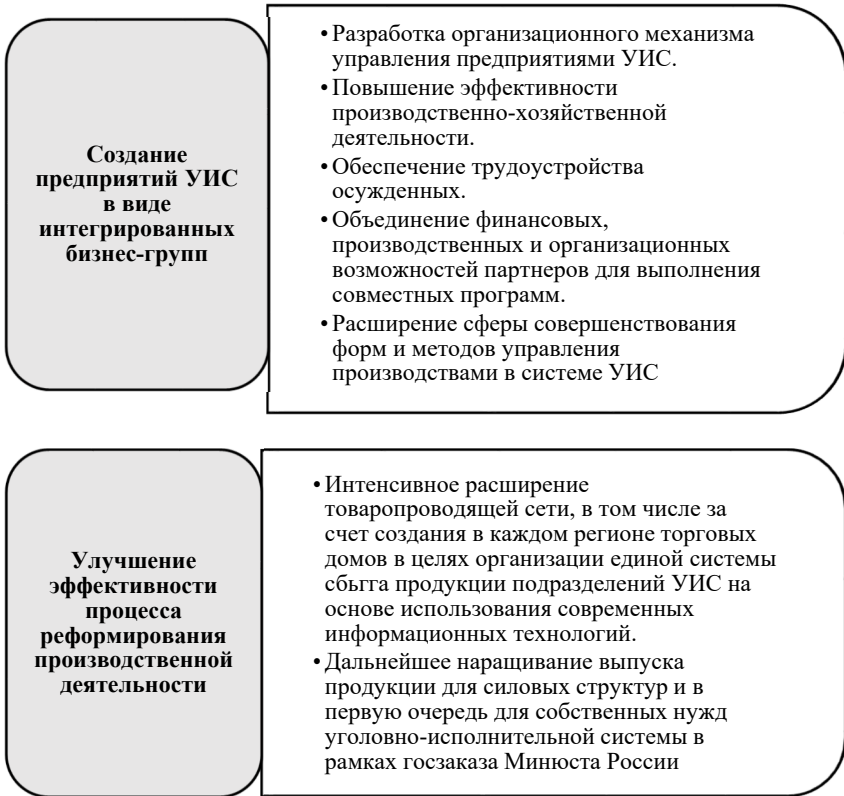 Создание
предприятий УИС
в виде
интегрированных
бизнес-групп
• Разработка организационного механизма
управления предприятиями УИС.
• Повышение эффективности
производственно-хозяйственной
деятельности.
• Обеспечение трудоустройства
осужденных.
• Объединение финансовых,
производственных и организационных
возможностей партнеров для выполнения
совместных программ.
• Расширение сферы совершенствования
форм и методов управления
производствами в системе УИС
Улучшение
эффективности
процесса
реформирования
производственной
деятельности
• Интенсивное расширение
товаропроводящей сети, в том числе за
счет создания в каждом регионе торговых
домов в целях организации единой системы
сбьгга продукции подразделений УИС на
основе использования современных
информационных технологий.
• Дальнейшее наращивание выпуска
продукции для силовых структур и в
первую очередь для собственных нужд
уголовно-исполнительной системы в
рамках госзаказа Минюста России